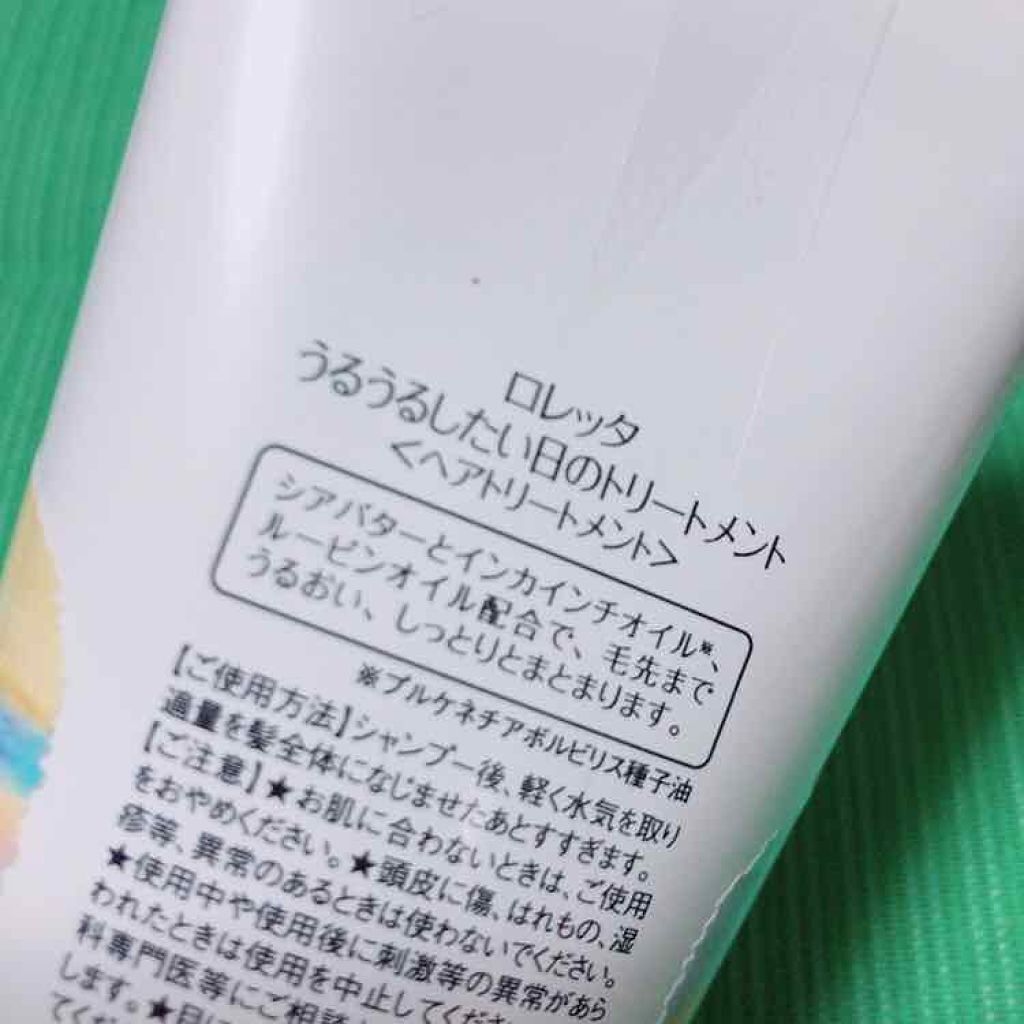 ロレッタ
うるうるしたい日のトリートメント
<ヘアトリートメント>
シアバターとインカインチオイル※、
ルーピンオイル配合で、毛先まで
うるおい、しっとりとまとまります。
※プルケネチアボルビリス種子油
【ご使用方法】シャンプー後、軽く水気を取り
適量を髪全体になじませたあとすすぎます。
【ご注意】★お肌に合わないときは、ご使用
をおやめください。★頭皮に傷、はれもの、湿
疹等、異常のあるときは使わないでください。
★使用中や使用後に刺激等の異常があら
われたときは使用を中止してくださ
科専門医等にご相談
します。★目に
てくだ